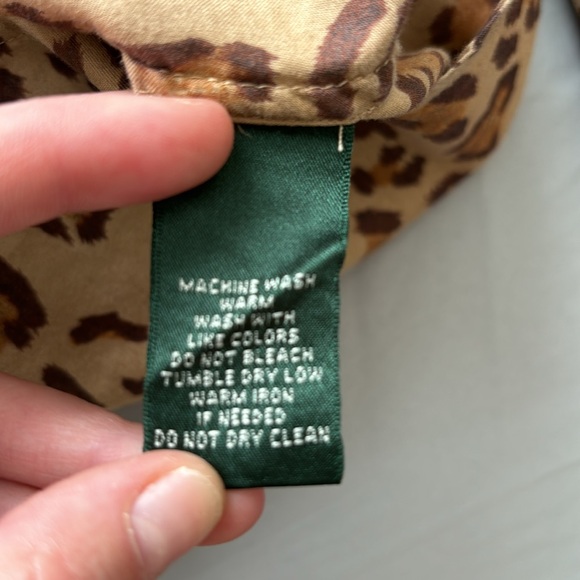 MACHINE WASH
WARM
WASH WITH
LIKE COLORS
DO NOT BLEACH
TUMBLE DRY LOW
WARM IRON
IF NEEDED
DO NOT DRY CLEAN